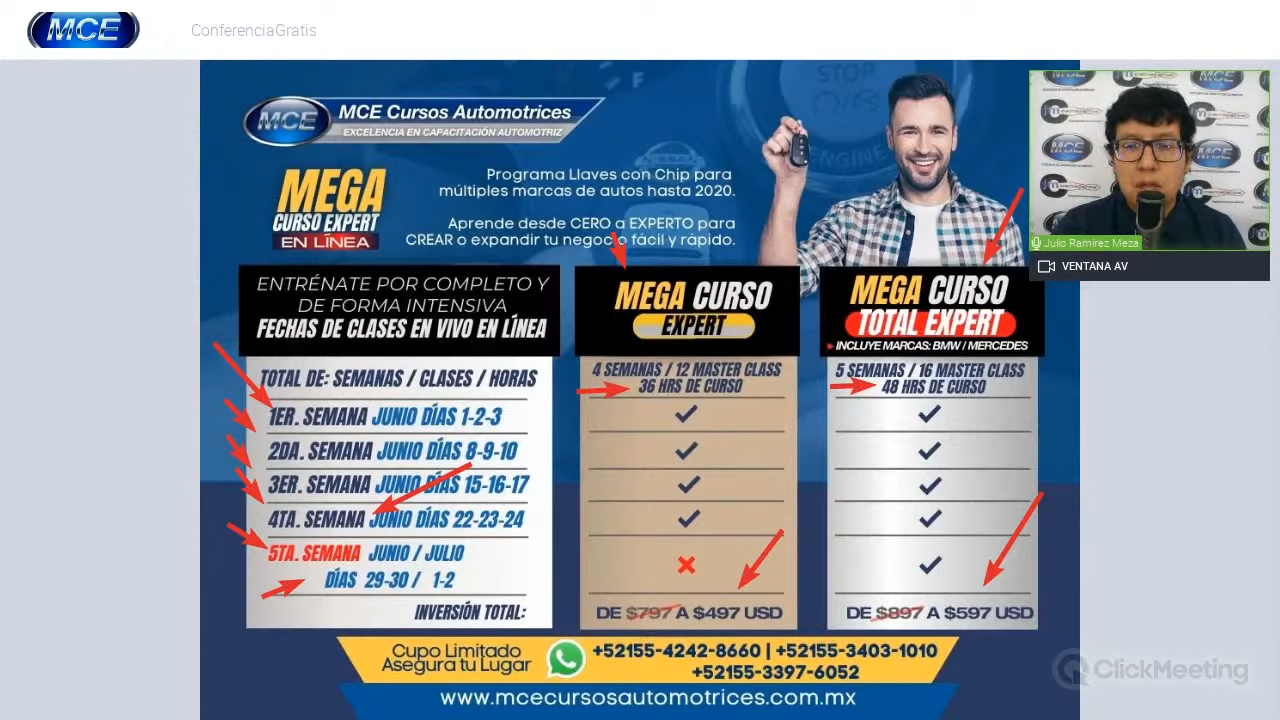 MCE
ConferenciaGratis
MCE
MCE Cursos Automotrices
EXCELENCIA EN CAPACITACIÓN AUTOMOTRIZ
STOP
ENGINE
MEGA
CURSO EXPERT
EN LÍNEA
Programa Llaves con Chip para
múltiples marcas de autos hasta 2020.
Aprende desde CERO a EXPERTO para
CREAR o expandir tu negocio fácil y rápido.
MCE
MCE
MCE
Julio Ramirez Meza
VENTANA AV
ENTRÉNATE POR COMPLETO Y
DE FORMA INTENSIVA
FECHAS DE CLASES EN VIVO EN LÍNEA
MEGA CURSO
EXPERT
MEGA CURSO
TOTAL EXPERT
INCLUYE MARCAS: BMW / MERCEDES
TOTAL DE: SEMANAS / CLASES / HORAS
4 SEMANAS / 12 MASTER CLASS
36 HRS DE CURSO
5 SEMANAS / 16 MASTER CLASS
48 HRS DE CURSO
1ER. SEMANA JUNIO DÍAS 1-2-3
2DA. SEMANA JUNIO DÍAS 8-9-10
3ER. SEMANA JUNIO DÍAS 15-16-17
4TA. SEMANA JUNIO DÍAS 22-23-24
5TA. SEMANA JUNIO / JULIO
DÍAS 29-30 / 1-2
INVERSIÓN TOTAL:
DE $797 A $497 USD
DE $897 A $597 USD
Cupo Limitado
Asegura tu Lugar
+52155-4242-8660 | +52155-3403-1010
+52155-3397-6052
www.mcecursosautomotrices.com.mx
ClickMeeting